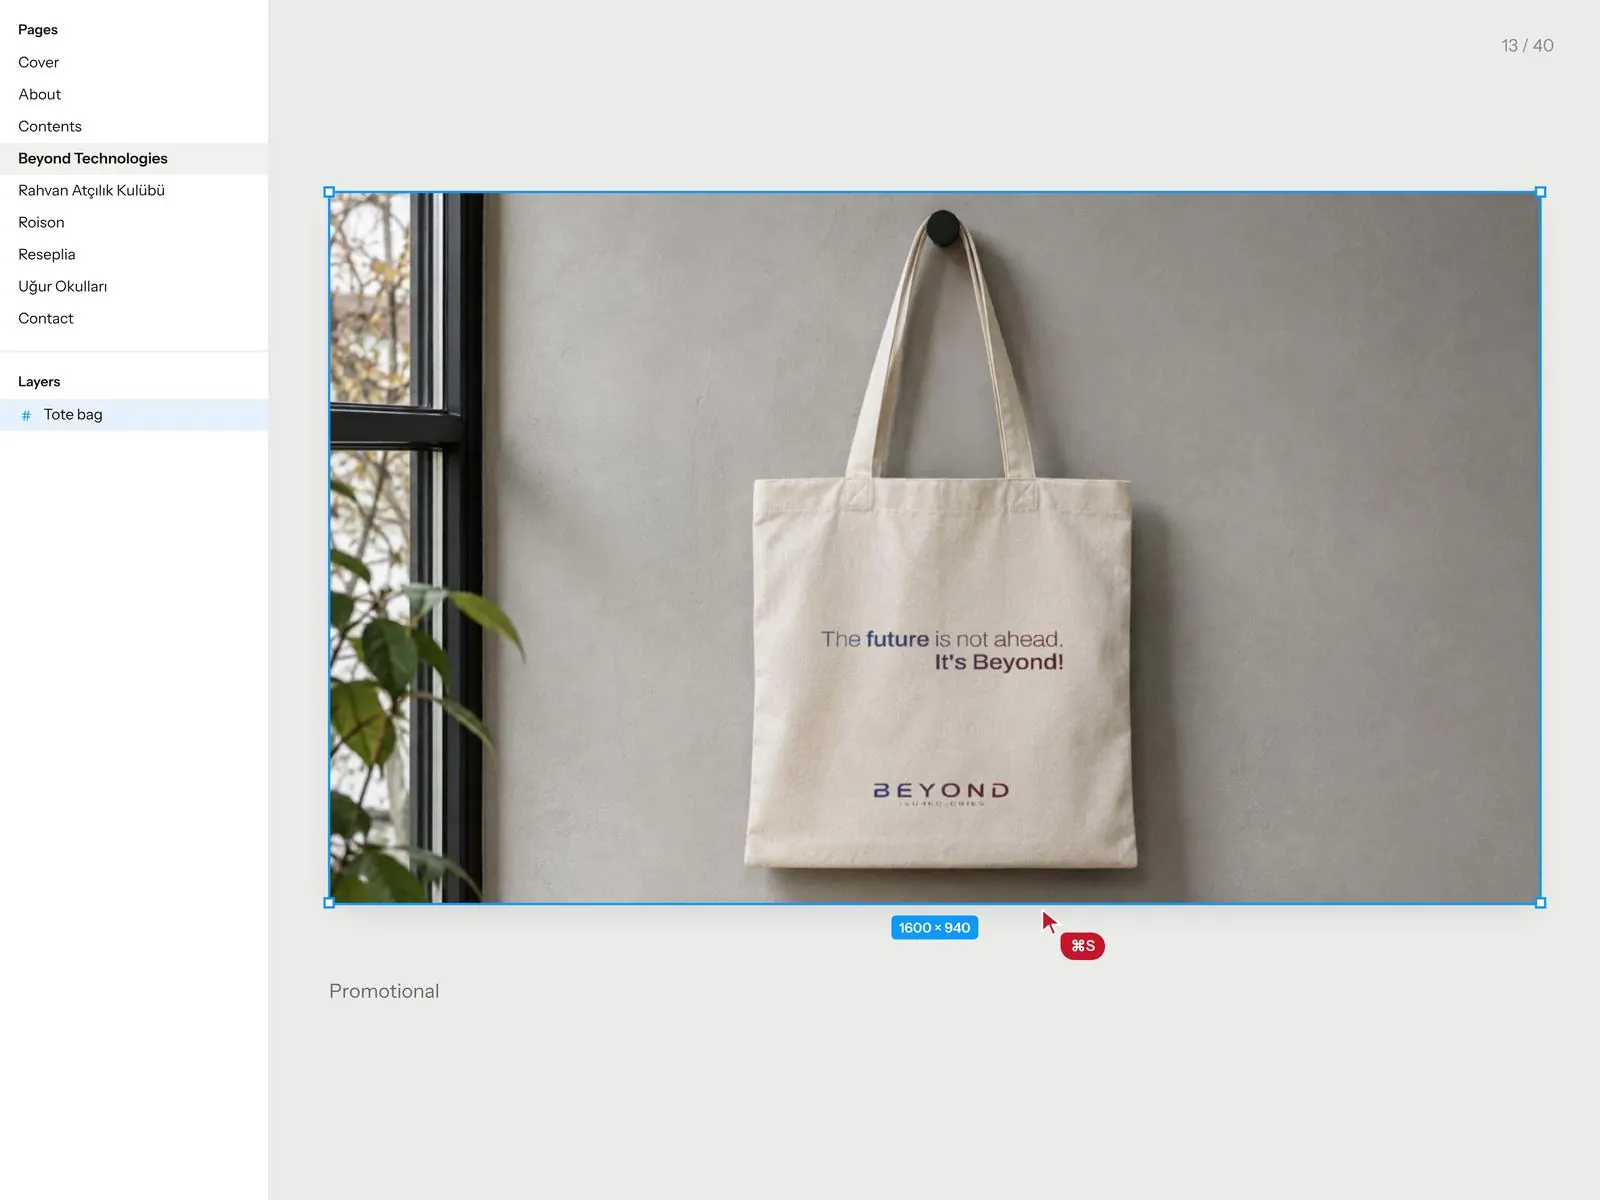 Pages
Cover
About
Contents
Beyond Technologies
Rahvan Atçılık Kulübü
Roison
Reseplia
Uğur Okulları
Contact
Layers
# Tote bag
13 / 40
The future is not ahead.
It's Beyond!
BEYOND
TECHNOLOGIES
1600 × 940
⌘S
Promotional